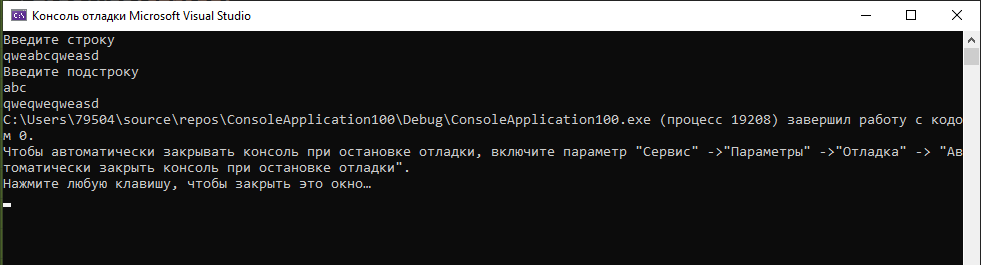 Консоль отладки Microsoft Visual Studio
Введите строку
qweabcqweasd
Введите подстроку
abc
qweqweqweasd
C:\Users\79504\source\repos\ConsoleApplication100\Debug\ConsoleApplication100.exe (процесс 19208) завершил работу с кодо
м 0.
Чтобы автоматически закрывать консоль при остановке отладки, включите параметр "Сервис" ->"Параметры" ->"Отладка" -> "Ав
томатически закрыть консоль при остановке отладки".
Нажмите любую клавишу, чтобы закрыть это окно…